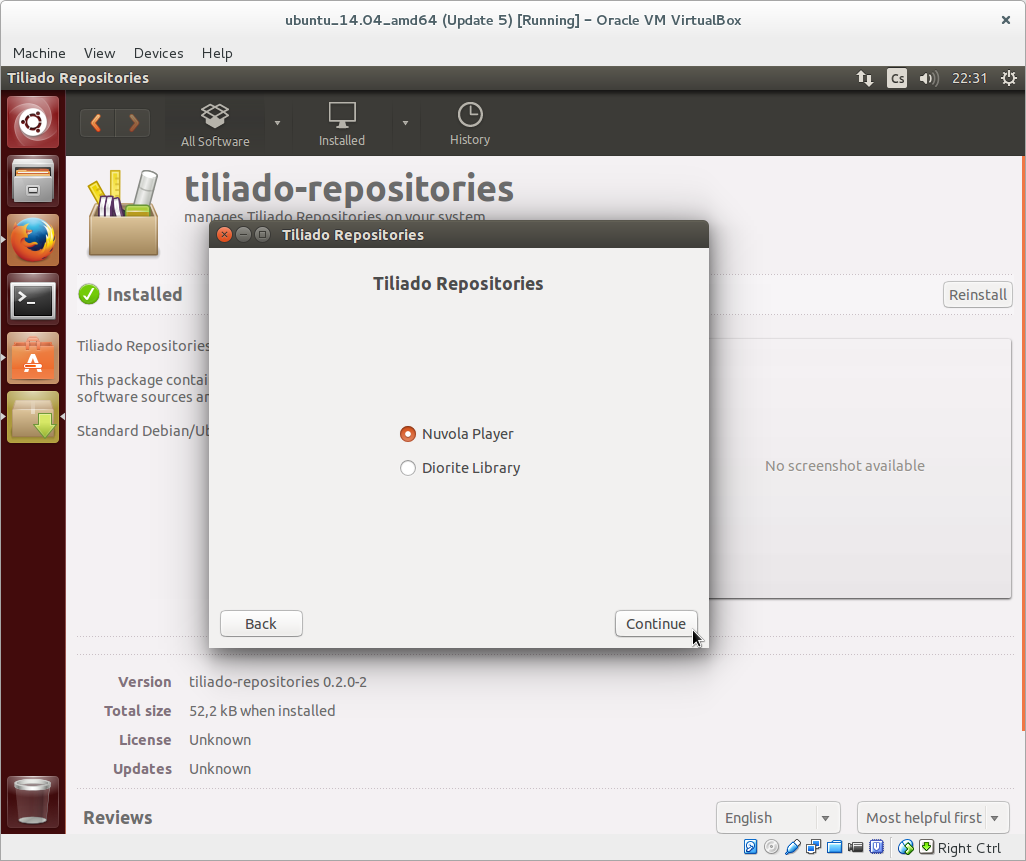 ubuntu_14.04_amd64 (Update 5) [Running] – Oracle VM VirtualBox
Machine View Devices Help
Tiliado Repositories
Cs
22:31
All Software
Installed
History
tiliado-repositories
manages Tiliado Repositories on your system
Installed
Reinstall
Tiliado Repositories
This package contai
software sources an
Standard Debian/Ub
No screenshot available
Tiliado Repositories
Tiliado Repositories
Nuvola Player
Diorite Library
Back
Continue
Version tiliado-repositories 0.2.0-2
Total size 52,2 kB when installed
License Unknown
Updates Unknown
Reviews
English
Most helpful first
Right Ctrl